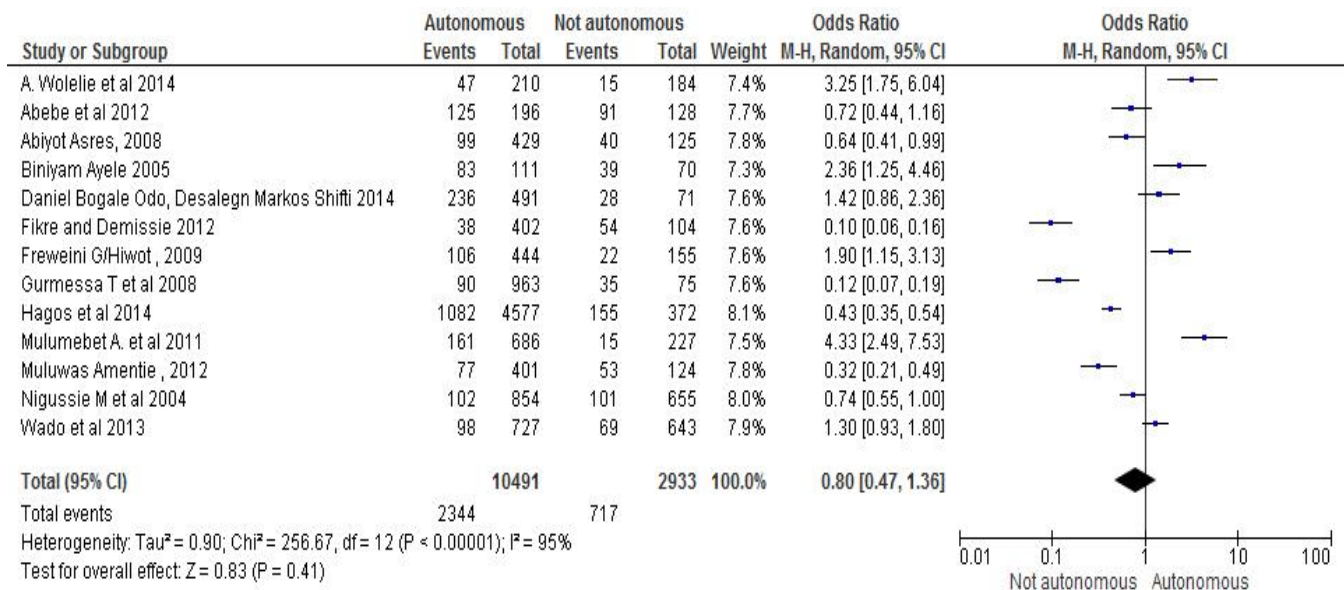 Autonomous Not autonomous Odds Ratio Odds Ratio
Study or Subgroup Events Total Events Total Weight M-H, Random, 95% CI M-H, Random, 95% CI
A. Wolelie et al 2014 47 210 15 184 7.4% 3.25 [1.75, 6.04]
Abebe et al 2012 125 196 91 128 7.7% 0.72 [0.44, 1.16]
Abiyot Asres, 2008 99 429 40 125 7.8% 0.64 [0.41, 0.99]
Biniyam Ayele 2005 83 111 39 70 7.3% 2.36 [1.25, 4.46]
Daniel Bogale Odo, Desalegn Markos Shifti 2014 236 491 28 71 7.6% 1.42 [0.86, 2.36]
Fikre and Demissie 2012 38 402 54 104 7.6% 0.10 [0.06, 0.16]
Freweini G/Hiwot , 2009 106 444 22 155 7.6% 1.90 [1.15, 3.13]
Gurmessa T et al 2008 90 963 35 75 7.6% 0.12 [0.07, 0.19]
Hagos et al 2014 1082 4577 155 372 8.1% 0.43 [0.35, 0.54]
Mulumebet A. et al 2011 161 686 15 227 7.5% 4.33 [2.49, 7.53]
Muluwas Amentie , 2012 77 401 53 124 7.8% 0.32 [0.21, 0.49]
Nigussie M et al 2004 102 854 101 655 8.0% 0.74 [0.55, 1.00]
Wado et al 2013 98 727 69 643 7.9% 1.30 [0.93, 1.80]
Total (95% CI) 10491 2933 100.0% 0.80 [0.47, 1.36]
Total events 2344 717
Heterogeneity: Tau² = 0.90; Chi² = 256.67, df = 12 (P < 0.00001); I² = 95%
Test for overall effect: Z = 0.83 (P = 0.41)
0.01 0.1 1 10 100
Not autonomous Autonomous